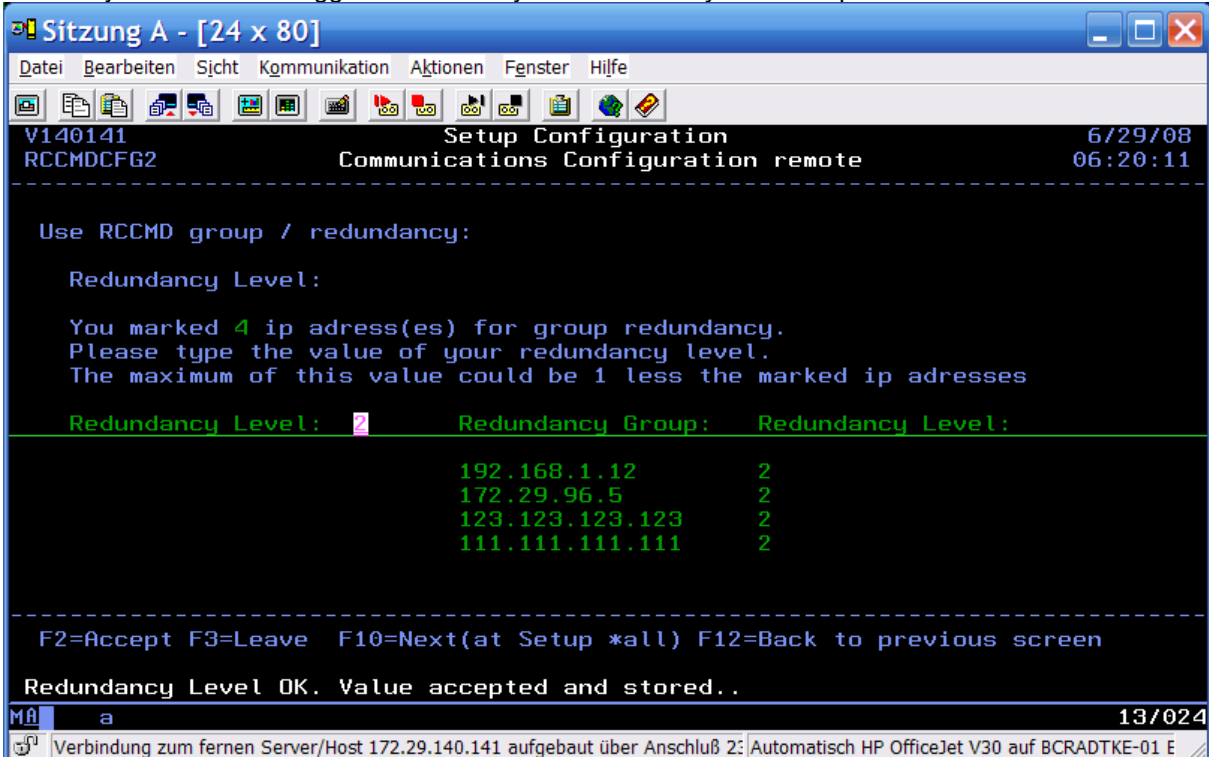 Sitzung A - [24 x 80]
Datei Bearbeiten Sicht Kommunikation Aktionen Fenster Hilfe
V140141 Setup Configuration 6/29/08
RCCMDCFG2 Communications Configuration remote 06:20:11
Use RCCMD group / redundancy:
Redundancy Level:
You marked 4 ip adress(es) for group redundancy.
Please type the value of your redundancy level.
The maximum of this value could be 1 less the marked ip adresses
Redundancy Level: 2 Redundancy Group: Redundancy Level:
192.168.1.12 2
172.29.96.5 2
123.123.123.123 2
111.111.111.111 2
F2=Accept F3=Leave F10=Next(at Setup *all) F12=Back to previous screen
Redundancy Level OK. Value accepted and stored..
MA a 13/024
Verbindung zum fernen Server/Host 172.29.140.141 aufgebaut über Anschluß 23 Automatisch HP OfficeJet V30 auf BCRADTKE-01 E